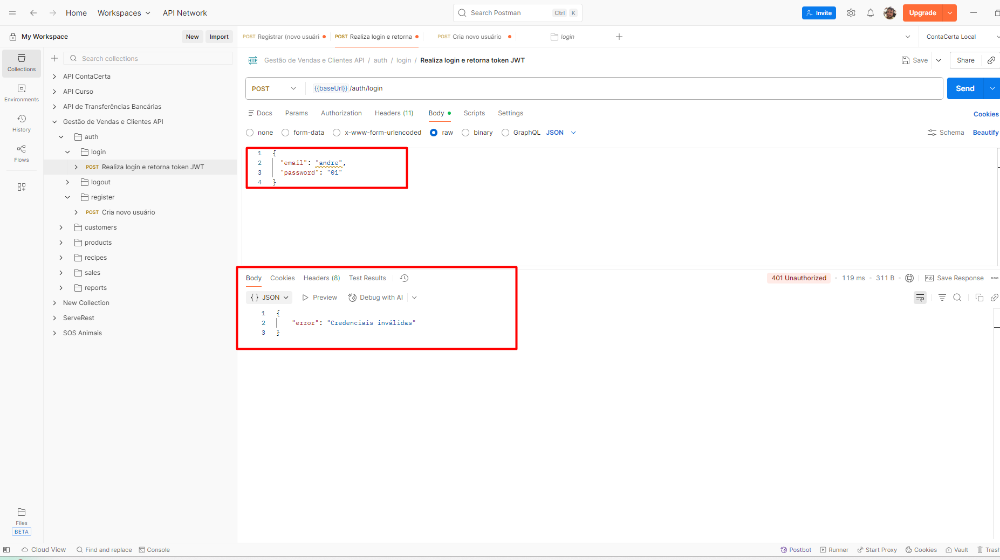 Home Workspaces API Network Search Postman Ctrl K Invite Upgrade
My Workspace New Import POST Registrar (novo usuári POST Realiza login e retorna POST Cria novo usuário login ContaCerta Local
Collections
Environments
History
Flows
Search collections
API ContaCerta
API Curso
API de Transferências Bancárias
Gestão de Vendas e Clientes API
auth
login
POST Realiza login e retorna token JWT
logout
register
POST Cria novo usuário
customers
products
recipes
sales
reports
New Collection
ServeRest
SOS Animais
Files
BETA
HTTP Gestão de Vendas e Clientes API / auth / login / Realiza login e retorna token JWT Save Share
POST {{baseUrl}} /auth/login Send
Docs Params Authorization Headers (11) Body Scripts Settings Cookies
none form-data x-www-form-urlencoded raw binary GraphQL JSON Schema Beautify
1 {
2 "email": "andre",
3 "password": "01"
4 }
Body Cookies Headers (8) Test Results 401 Unauthorized 119 ms 311 B e.g. Save Response
{} JSON Preview Debug with AI
1 {
2 "error": "Credenciais inválidas"
3 }
Cloud View Find and replace Console Postbot Runner Start Proxy Cookies Vault Trash